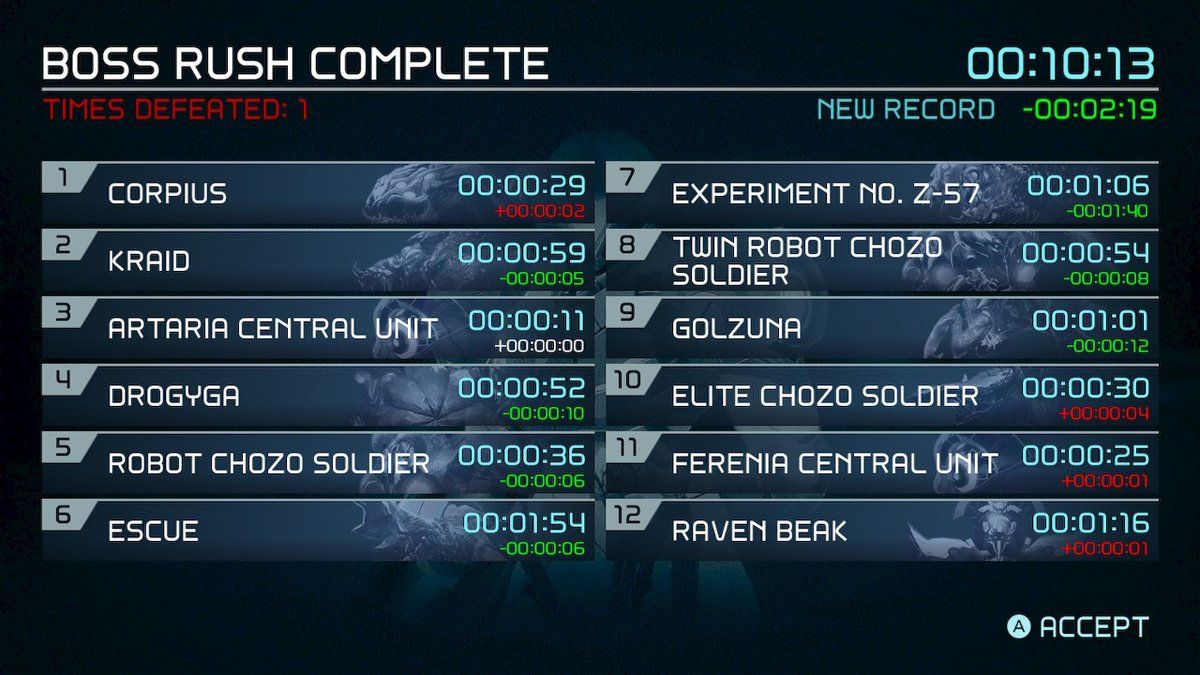 BOSS RUSH COMPLETE 00:10:13
TIMES DEFEATED: 1 NEW RECORD -00:02:19
1 CORPIUS 00:00:29
+00:00:02
2 KRAID 00:00:59
-00:00:05
3 ARTARIA CENTRAL UNIT 00:00:11
+00:00:00
4 DROGYGA 00:00:52
-00:00:10
5 ROBOT CHOZO SOLDIER 00:00:36
-00:00:06
6 ESCUE 00:01:54
-00:00:06
7 EXPERIMENT NO. Z-57 00:01:06
-00:01:40
8 TWIN ROBOT CHOZO
SOLDIER 00:00:54
-00:00:08
9 GOLZUNA 00:01:01
-00:00:12
10 ELITE CHOZO SOLDIER 00:00:30
+00:00:04
11 FERENIA CENTRAL UNIT 00:00:25
+00:00:01
12 RAVEN BEAK 00:01:16
+00:00:01
A ACCEPT